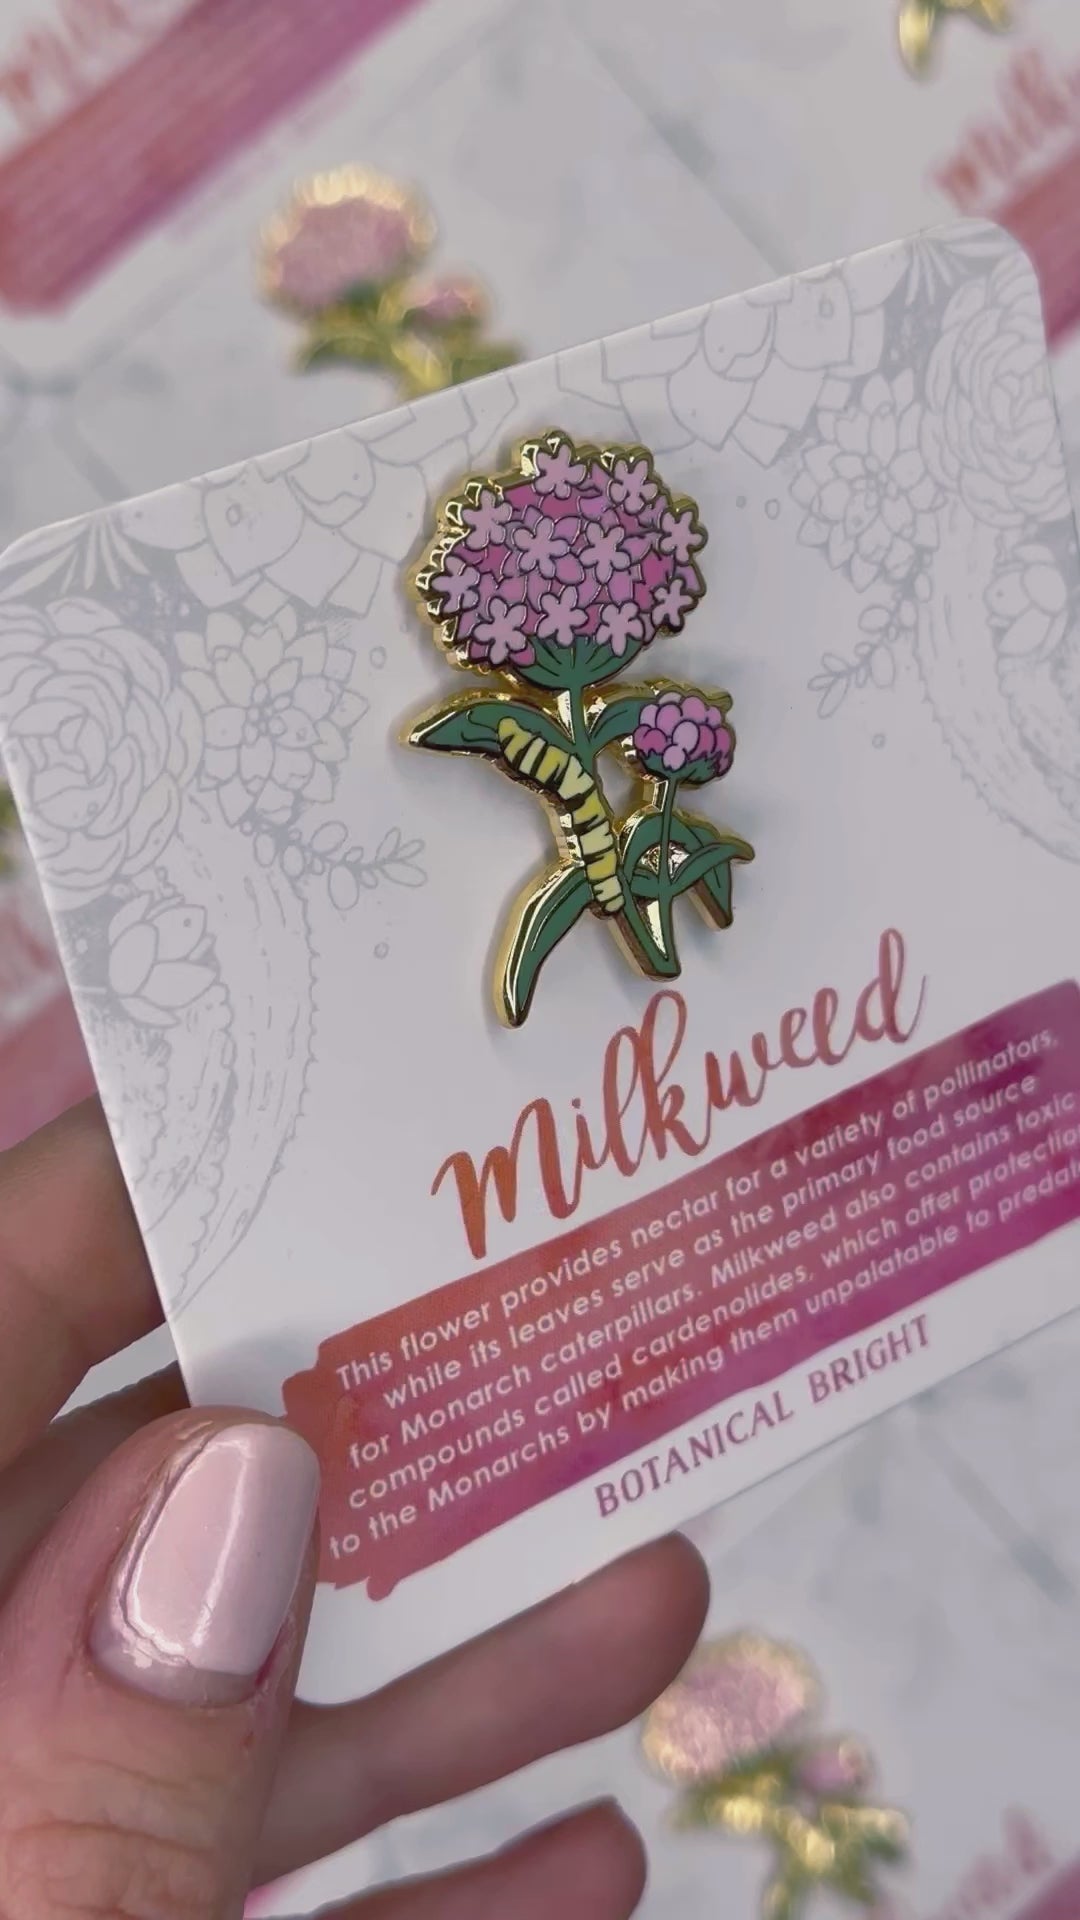 Milkweed
This flower provides nectar for a variety of pollinators,
while its leaves serve as the primary food source
for Monarch caterpillars. Milkweed also contains toxic
compounds called cardenolides, which offer
to the Monarchs by making them unpalatable to
BOTANICAL BRIGHT